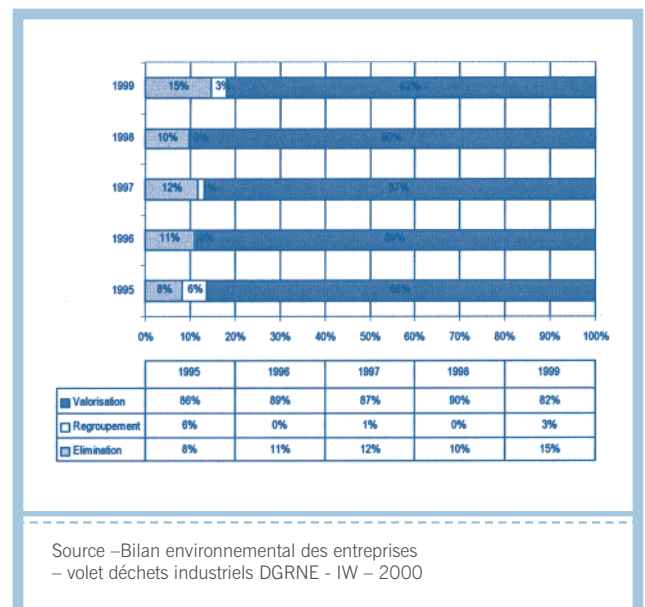 1999 15% 3% 82%
1998 10% 0% 90%
1997 12% 1% 87%
1996 11% 0% 89%
1995 8% 6% 86%
0% 10% 20% 30% 40% 50% 60% 70% 80% 90% 100%
1995 1996 1997 1998 1999
Valorisation 86% 89% 87% 90% 82%
Regroupement 6% 0% 1% 0% 3%
Elimination 8% 11% 12% 10% 15%
Source –Bilan environnemental des entreprises
– volet déchets industriels DGRNE - IW – 2000